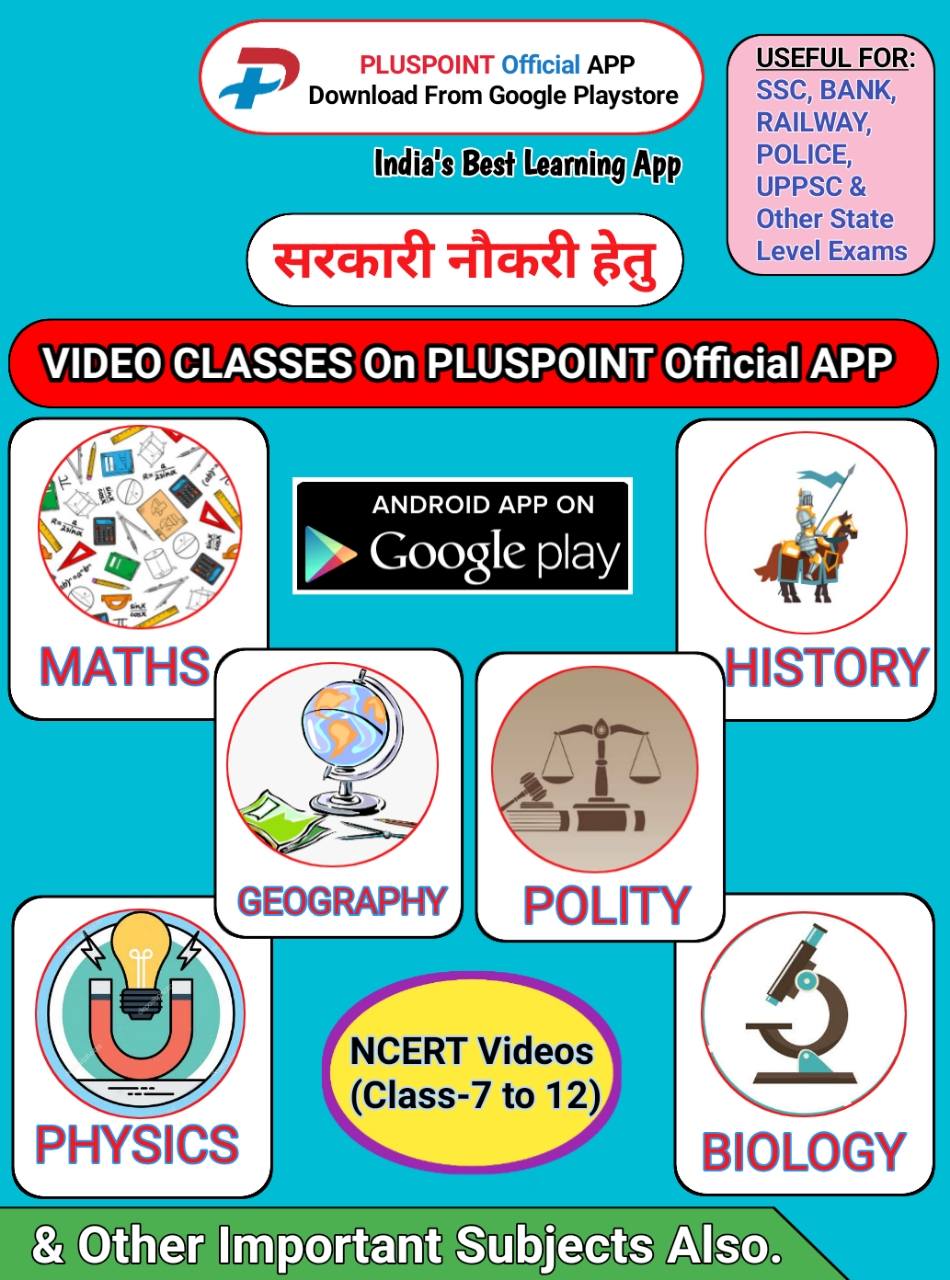 PLUSPOINT Official APP
Download From Google Playstore
India's Best Learning App
USEFUL FOR:
SSC, BANK,
RAILWAY,
POLICE,
UPPSC &
Other State
Level Exams
सरकारी नौकरी हेतु
VIDEO CLASSES On PLUSPOINT Official APP
MATHS
ANDROID APP ON
Google play
HISTORY
GEOGRAPHY
POLITY
PHYSICS
NCERT Videos
(Class-7 to 12)
BIOLOGY
& Other Important Subjects Also.